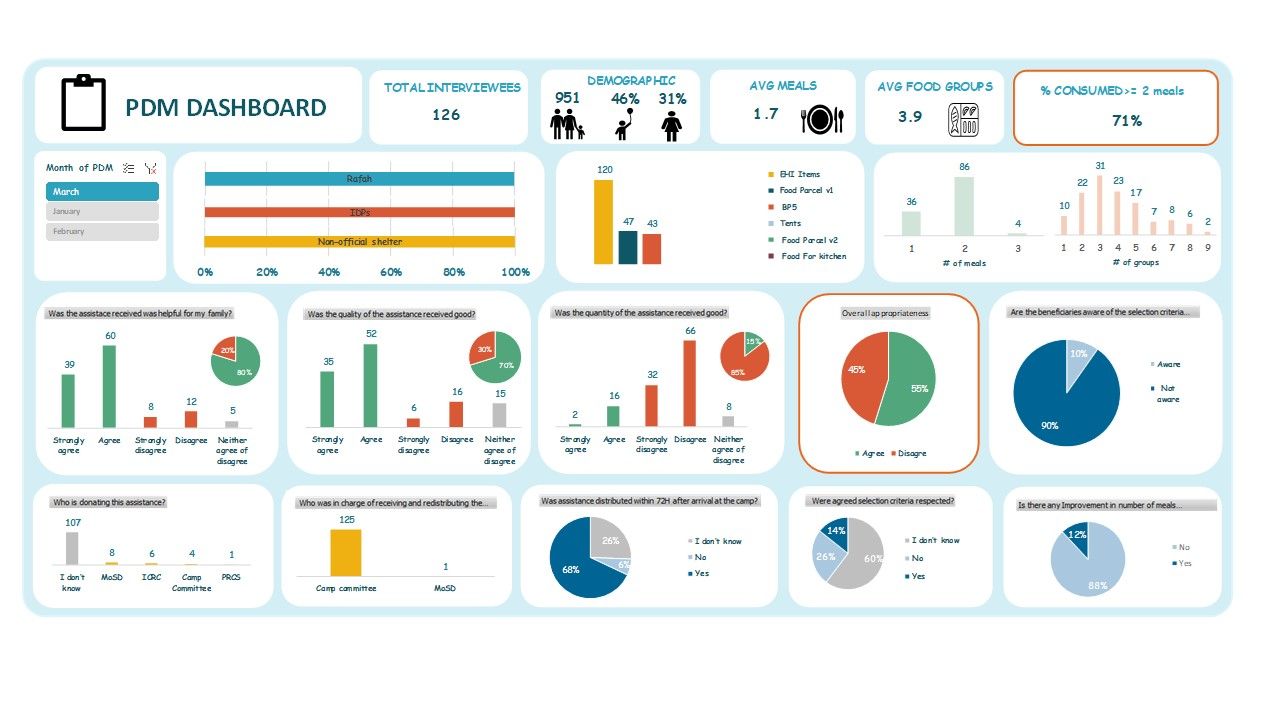 PDM DASHBOARD
TOTAL INTERVIEWEES
126
DEMOGRAPHIC
951 46% 31%
AVG MEALS
1.7
AVG FOOD GROUPS
3.9
% CONSUMED>= 2 meals
71%
Month of PDM
March
January
February
Rafah
IDPs
Non-official shelter
0% 20% 40% 60% 80% 100%
120
47
43
EHI Items
Food Parcel v1
BP5
Tents
Food Parcel v2
Food For kitchen
36 86 4
1 2 3
# of meals
10 22 31 23 17 7 8 6 2
1 2 3 4 5 6 7 8 9
# of groups
Was the assistace received was helpful for my family?
39 60 8 12 5
20%
80%
Strongly agree
Agree
Strongly disagree
Disagree
Neither agree of disagree
Was the quality of the assistance received good?
35 52 6 16 15
30%
70%
Strongly agree
Agree
Strongly disagree
Disagree
Neither agree of disagree
Was the quantity of the assistance received good?
2 16 32 66 8
15%
85%
Strongly agree
Agree
Strongly disagree
Disagree
Neither agree of disagree
Overall appropriateness
45%
55%
Agree Disagre
Are the beneficiaries aware of the selection criteria...
10%
90%
Aware
Not aware
Who is donating this assistance?
107 8 6 4 1
I don't know
MoSD
ICRC
Camp Committee
PRCS
Who was in charge of receiving and redistributing the...
125 1
Camp committee
MoSD
Was assistance distributed within 72H after arrival at the camp?
26%
6%
68%
I don't know
No
Yes
Were agreed selection criteria respected?
14%
26%
60%
I don't know
No
Yes
Is there any Improvement in number of meals...
12%
88%
No
Yes